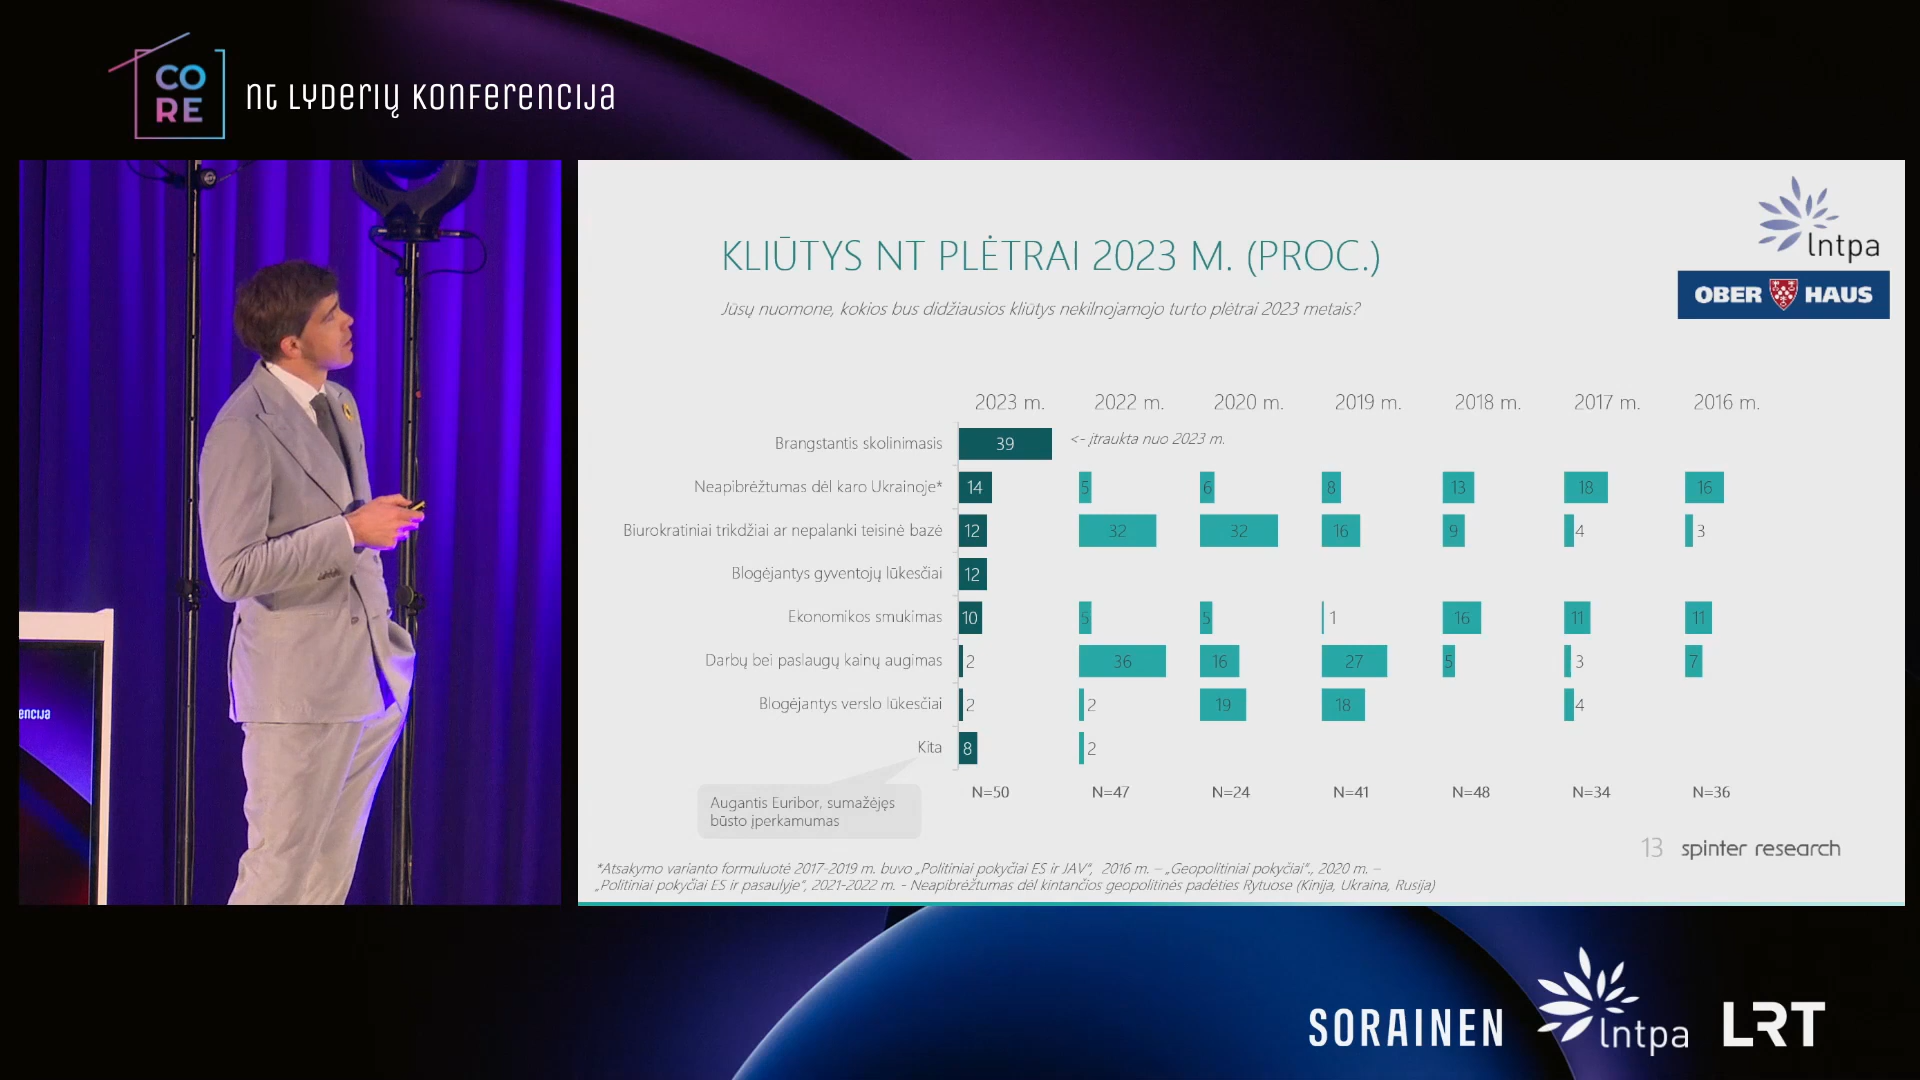 CO
RE
nt Lyderių Konferencija
lntpa
OBER HAUS
KLIŪTYS NT PLĖTRAI 2023 M. (PROC.)
Jūsų nuomone, kokios bus didžiausios kliūtys nekilnojamojo turto plėtrai 2023 metais?
2023 m. 2022 m. 2020 m. 2019 m. 2018 m. 2017 m. 2016 m.
Brangstantis skolinimasis 39 <- įtraukta nuo 2023 m.
Neapibrėžtumas dėl karo Ukrainoje* 14 5 6 8 13 18 16
Biurokratiniai trikdžiai ar nepalanki teisinė bazė 12 32 32 16 9 4 3
Blogėjantys gyventojų lūkesčiai 12
Ekonomikos smukimas 10 5 5 1 16 11 11
Darbų bei paslaugų kainų augimas 2 36 16 27 5 3 7
Blogėjantys verslo lūkesčiai 2 2 19 18 4
Kita 8 2
N=50 N=47 N=24 N=41 N=48 N=34 N=36
Augantis Euribor, sumažėjęs
būsto įperkamumas
13 spinter research
*Atsakymo varianto formuluotė 2017-2019 m. buvo „Politiniai pokyčiai ES ir JAV“, 2016 m. – „Geopolitiniai pokyčiai“., 2020 m. –
„Politiniai pokyčiai ES ir pasaulyje“, 2021-2022 m. - Neapibrėžtumas dėl kintančios geopolitinės padėties Rytuose (Kinija, Ukraina, Rusija)
encija
SORAINEN
lntpa
LRT